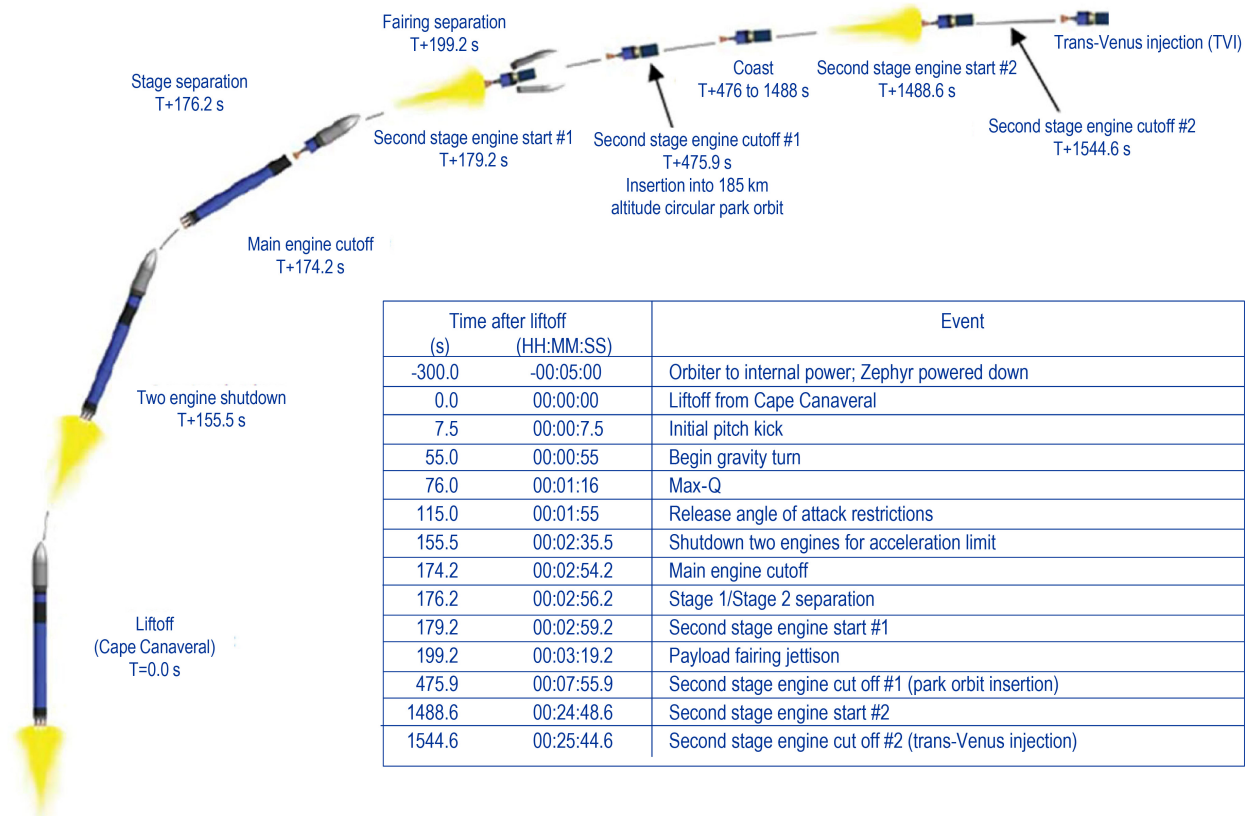 Fairing separation
T+199.2 s
Stage separation
T+176.2 s
Second stage engine start #1
T+179.2 s
Second stage engine cutoff #1
T+475.9 s
Insertion into 185 km
altitude circular park orbit
Coast
T+476 to 1488 s
Second stage engine start #2
T+1488.6 s
Trans-Venus injection (TVI)
Second stage engine cutoff #2
T+1544.6 s
Main engine cutoff
T+174.2 s
Two engine shutdown
T+155.5 s
Liftoff
(Cape Canaveral)
T=0.0 s
Time after liftoff Event
(s) (HH:MM:SS)
-300.0 -00:05:00 Orbiter to internal power; Zephyr powered down
0.0 00:00:00 Liftoff from Cape Canaveral
7.5 00:00:7.5 Initial pitch kick
55.0 00:00:55 Begin gravity turn
76.0 00:01:16 Max-Q
115.0 00:01:55 Release angle of attack restrictions
155.5 00:02:35.5 Shutdown two engines for acceleration limit
174.2 00:02:54.2 Main engine cutoff
176.2 00:02:56.2 Stage 1/Stage 2 separation
179.2 00:02:59.2 Second stage engine start #1
199.2 00:03:19.2 Payload fairing jettison
475.9 00:07:55.9 Second stage engine cut off #1 (park orbit insertion)
1488.6 00:24:48.6 Second stage engine start #2
1544.6 00:25:44.6 Second stage engine cut off #2 (trans-Venus injection)